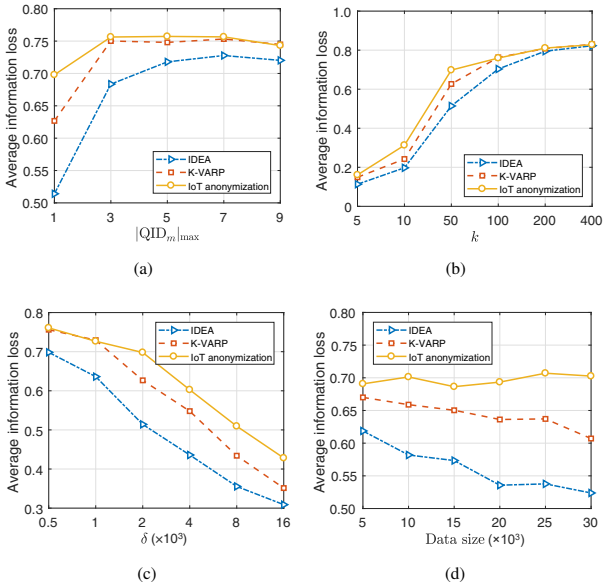 Average information loss
0.80
0.75
0.70
0.65
0.60
0.55
0.50
IDEA
K-VARP
IoT anonymization
1 3 5 7 9
|QIDm|max
(a)
Average information loss
1.0
0.8
0.6
0.4
0.2
0
IDEA
K-VARP
IoT anonymization
5 10 50 100 200 400
k
(b)
Average information loss
0.8
0.7
0.6
0.5
0.4
0.3
IDEA
K-VARP
IoT anonymization
0.5 1 2 4 8 16
δ (×10³)
(c)
Average information loss
0.80
0.75
0.70
0.65
0.60
0.55
0.50
IDEA
K-VARP
IoT anonymization
5 10 15 20 25 30
Data size (×10³)
(d)